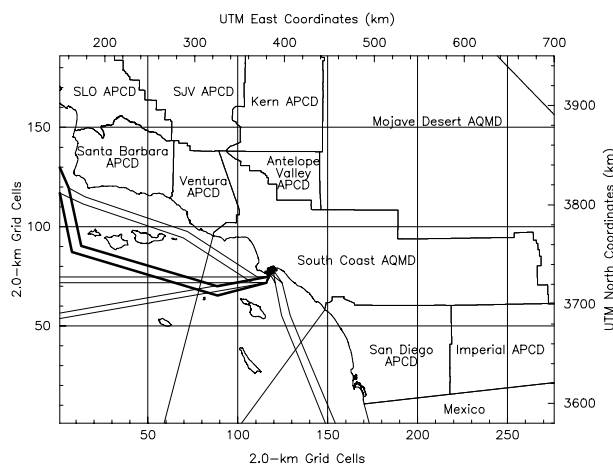 UTM East Coordinates (km)
200 300 400 500 600 700
SLO APCD
SJV APCD
Kern APCD
Mojave Desert AQMD
Santa Barbara
APCD
Ventura
APCD
Antelope
Valley
APCD
South Coast AQMD
San Diego
APCD
Imperial APCD
Mexico
150
100
50
2.0-km Grid Cells
3900
3800
3700
3600
UTM North Coordinates (km)
50 100 150 200 250
2.0-km Grid Cells